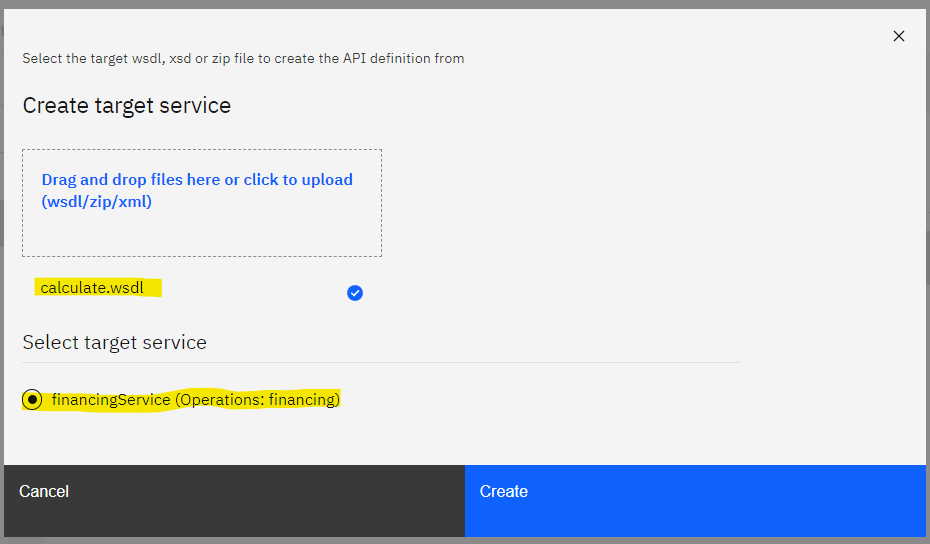 Select the target wsdl, xsd or zip file to create the API definition from
Create target service
Drag and drop files here or click to upload
(wsdl/zip/xml)
calculate.wsdl
Select target service
financingService (Operations: financing)
Cancel
Create